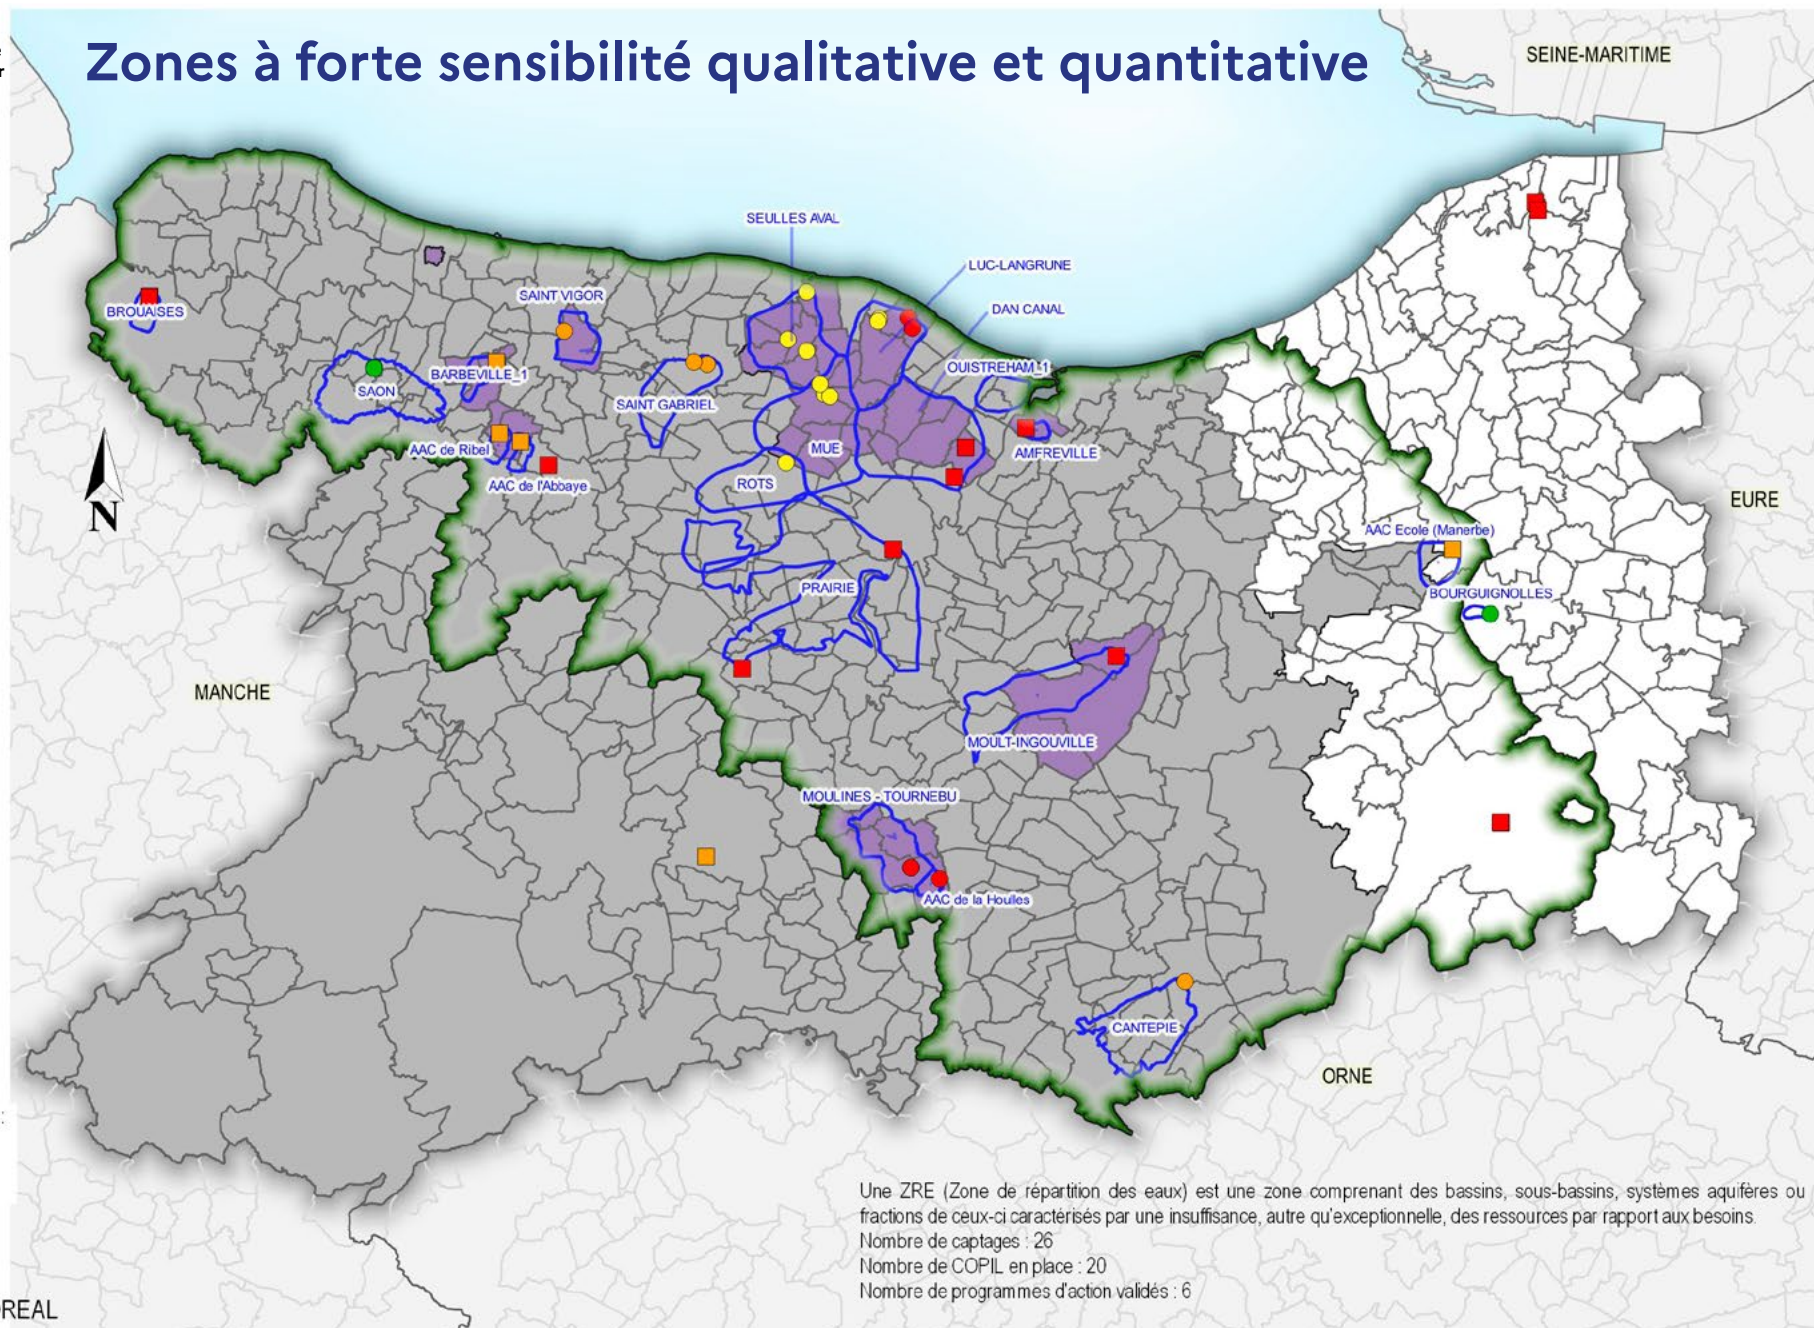 Zones à forte sensibilité qualitative et quantitative
SEINE-MARITIME
SEULLES AVAL
LUC-LANGRUNE
SAINT VIGOR
DAN CANAL
BROUAISES
OUISTREHAM_1
BARBEVILLE_1
SAON
SAINT GABRIEL
AAC de Ribel
MUE
AMFREVILLE
AAC de l'Abbaye
ROTS
EURE
N
AAC Ecole (Manerbe)
PRAIRIE
BOURGUIGNOLLES
MANCHE
MOULT-INGOUVILLE
MOULINES - TOURNEBU
AAC de la Houlles
CANTEPIE
ORNE
Une ZRE (Zone de répartition des eaux) est une zone comprenant des bassins, sous-bassins, systèmes aquifères ou
fractions de ceux-ci caractérisés par une insuffisance, autre qu'exceptionnelle, des ressources par rapport aux besoins.
Nombre de captages : 26
Nombre de COPIL en place : 20
Nombre de programmes d'action validés : 6
REAL